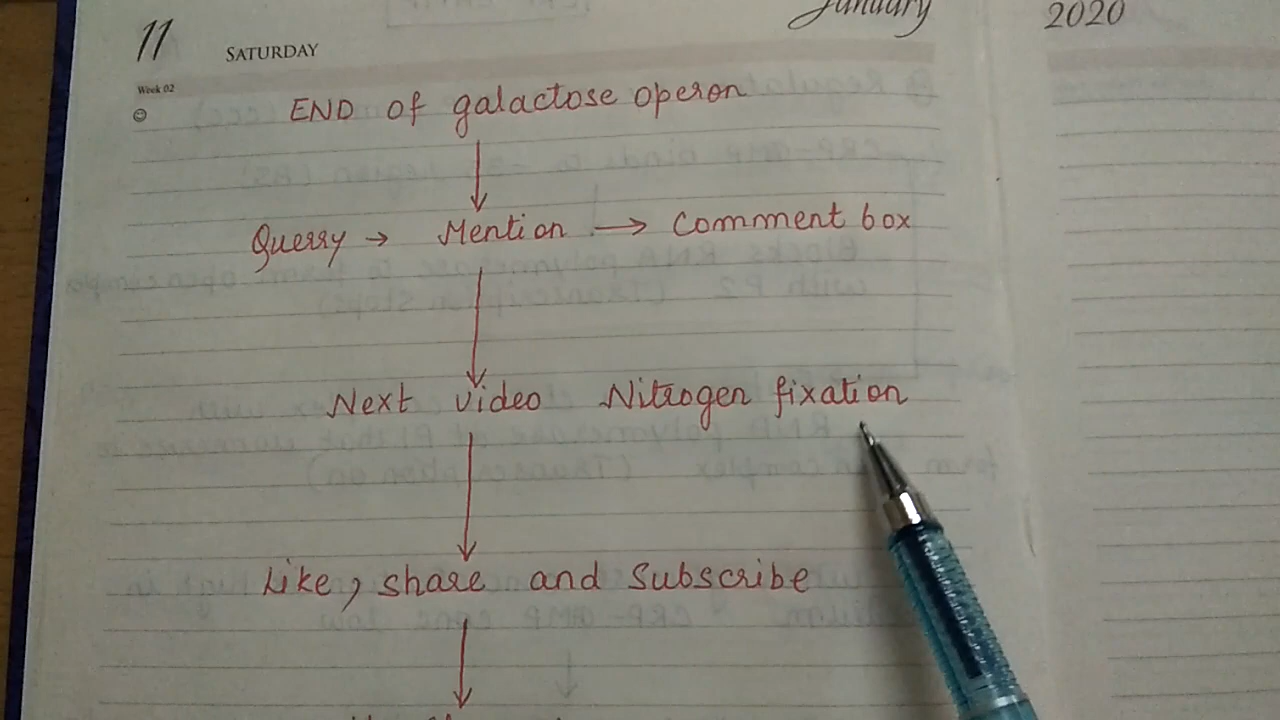 January 2020
11 SATURDAY
Week 02
END of galactose operon
Querry → Mention → Comment box
Next video Nitrogen fixation
Like, share and Subscribe